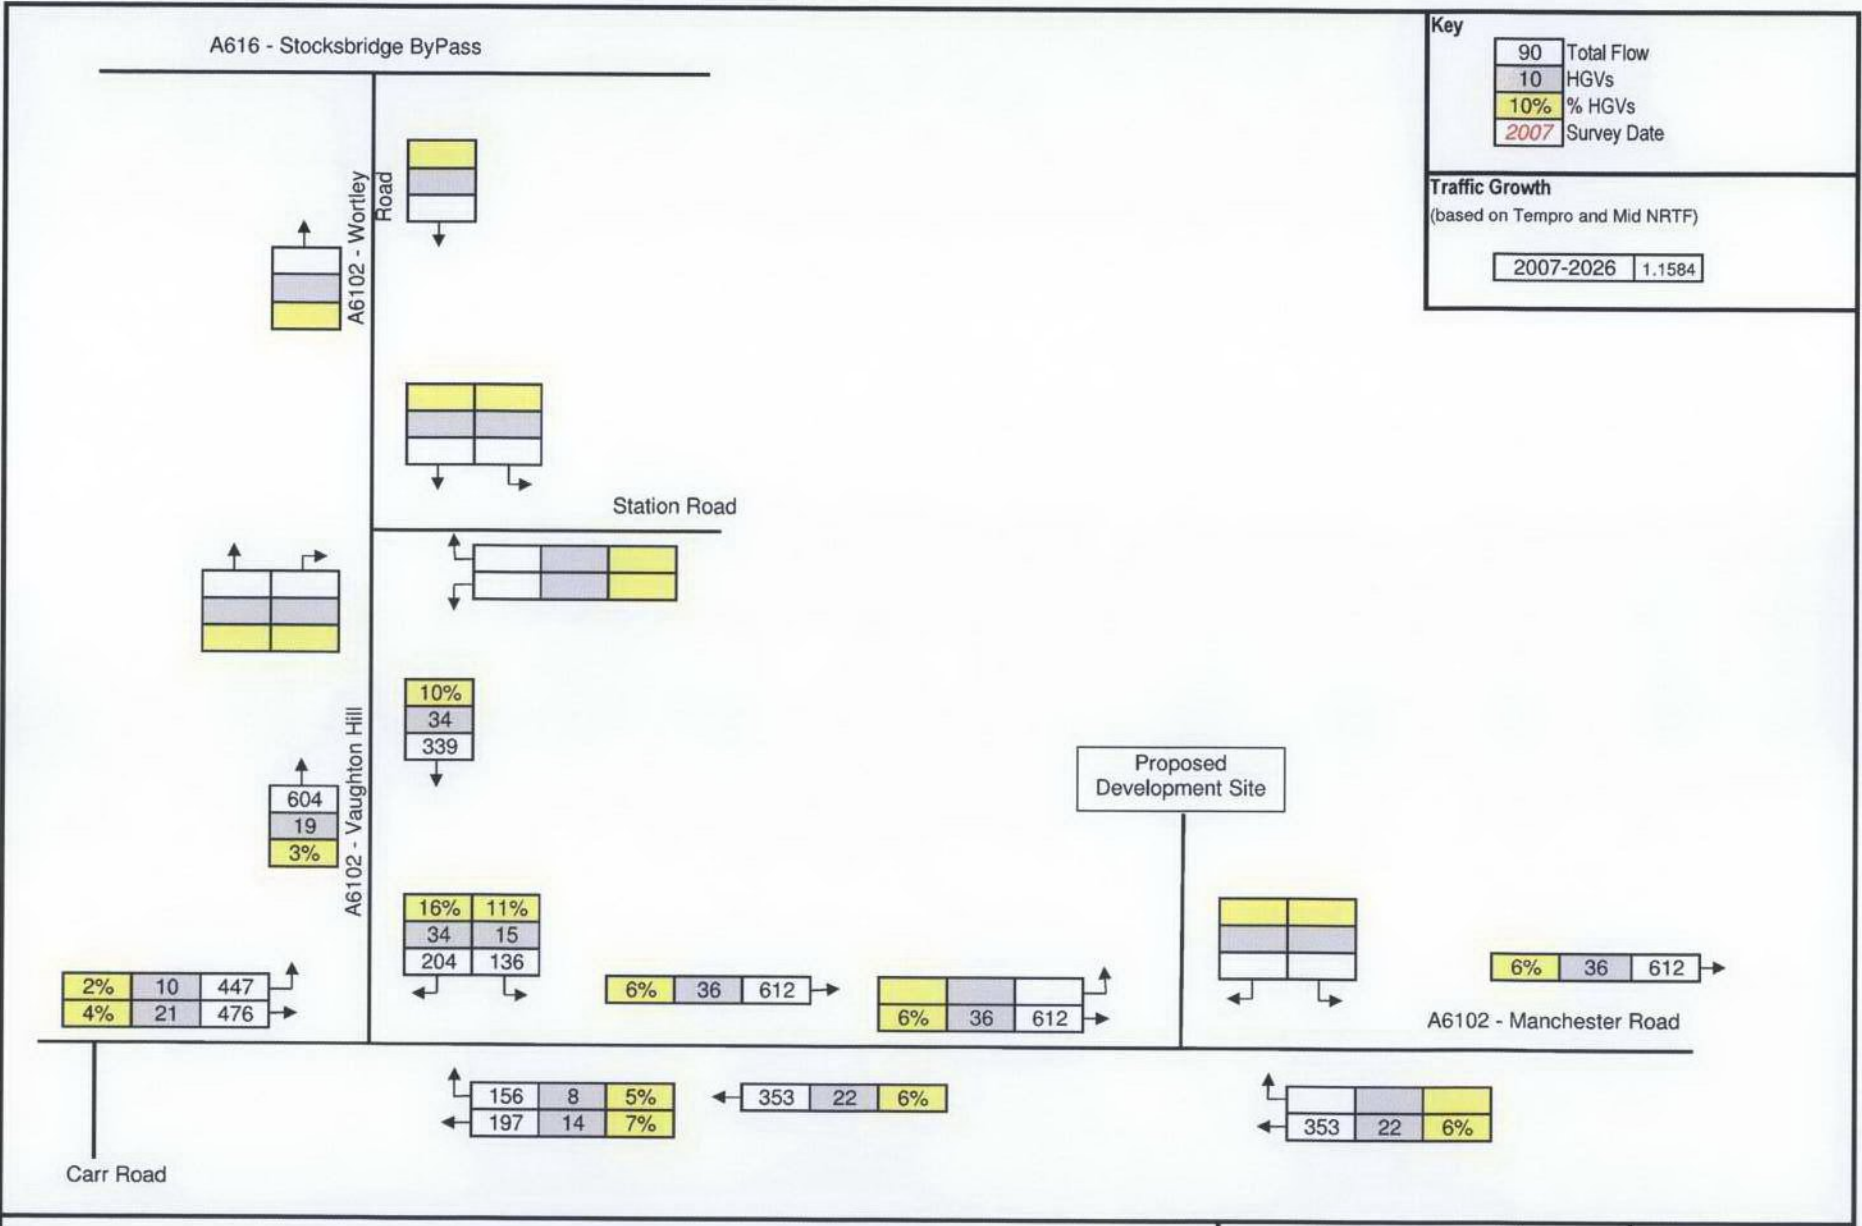 A616 - Stocksbridge ByPass
Key
90 Total Flow
10 HGVs
10% % HGVs
2007 Survey Date
Traffic Growth
(based on Tempro and Mid NRTF)
2007-2026 1.1584
A6102 - Wortley
Road
Station Road
10%
34
339
A6102 - Vaughton Hill
604
19
3%
Proposed
Development Site
16% 11%
34 15
204 136
2% 10 447
4% 21 476
6% 36 612
6% 36 612
6% 36 612
A6102 - Manchester Road
156 8 5%
197 14 7%
353 22 6%
353 22 6%
Carr Road